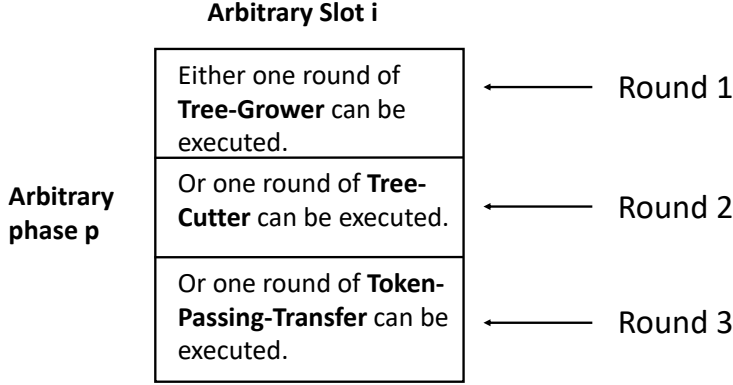 Arbitrary Slot i
Either one round of
Tree-Grower can be
executed.
Round 1
Or one round of Tree-
Cutter can be executed.
Round 2
Arbitrary
phase p
Or one round of Token-
Passing-Transfer can be
executed.
Round 3